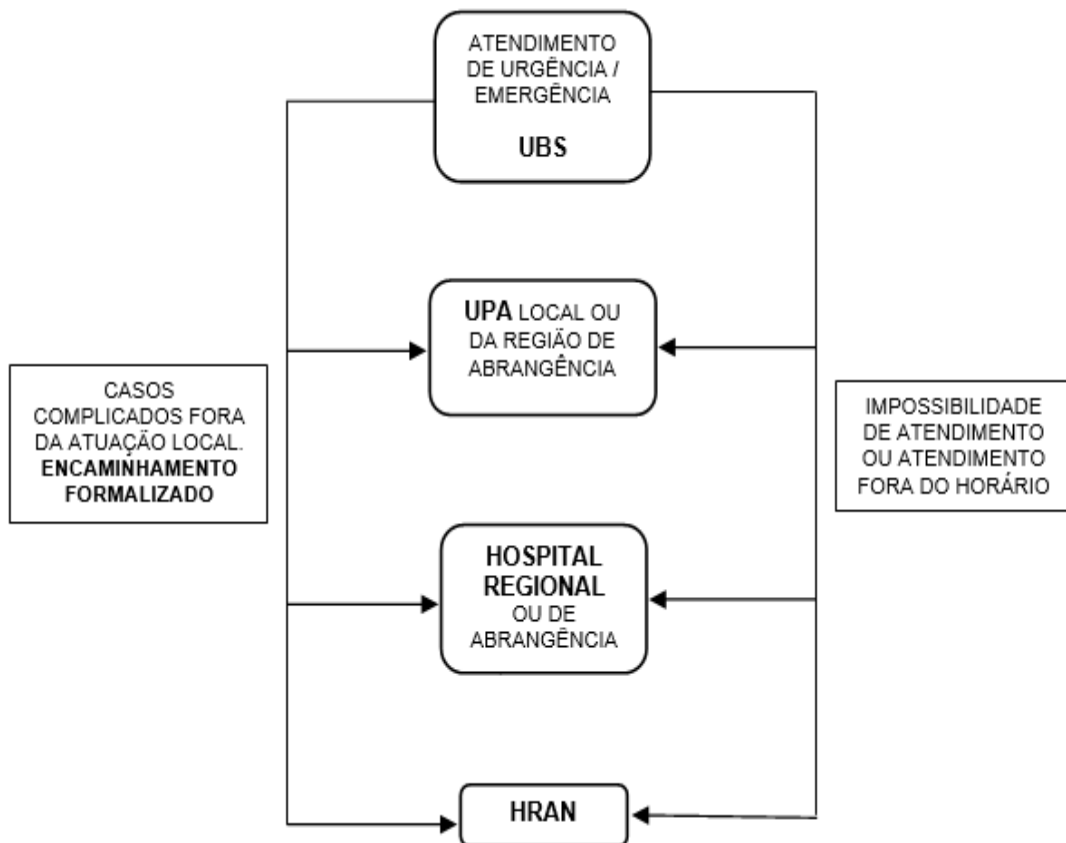 ATENDIMENTO
DE URGÊNCIA /
EMERGÊNCIA
UBS
UPA LOCAL OU
DA REGIÃO DE
ABRANGÊNCIA
CASOS
COMPLICADOS FORA
DA ATUAÇÃO LOCAL.
ENCAMINHAMENTO
FORMALIZADO
IMPOSSIBILIDADE
DE ATENDIMENTO
OU ATENDIMENTO
FORA DO HORÁRIO
HOSPITAL
REGIONAL
OU DE
ABRANGÊNCIA
HRAN